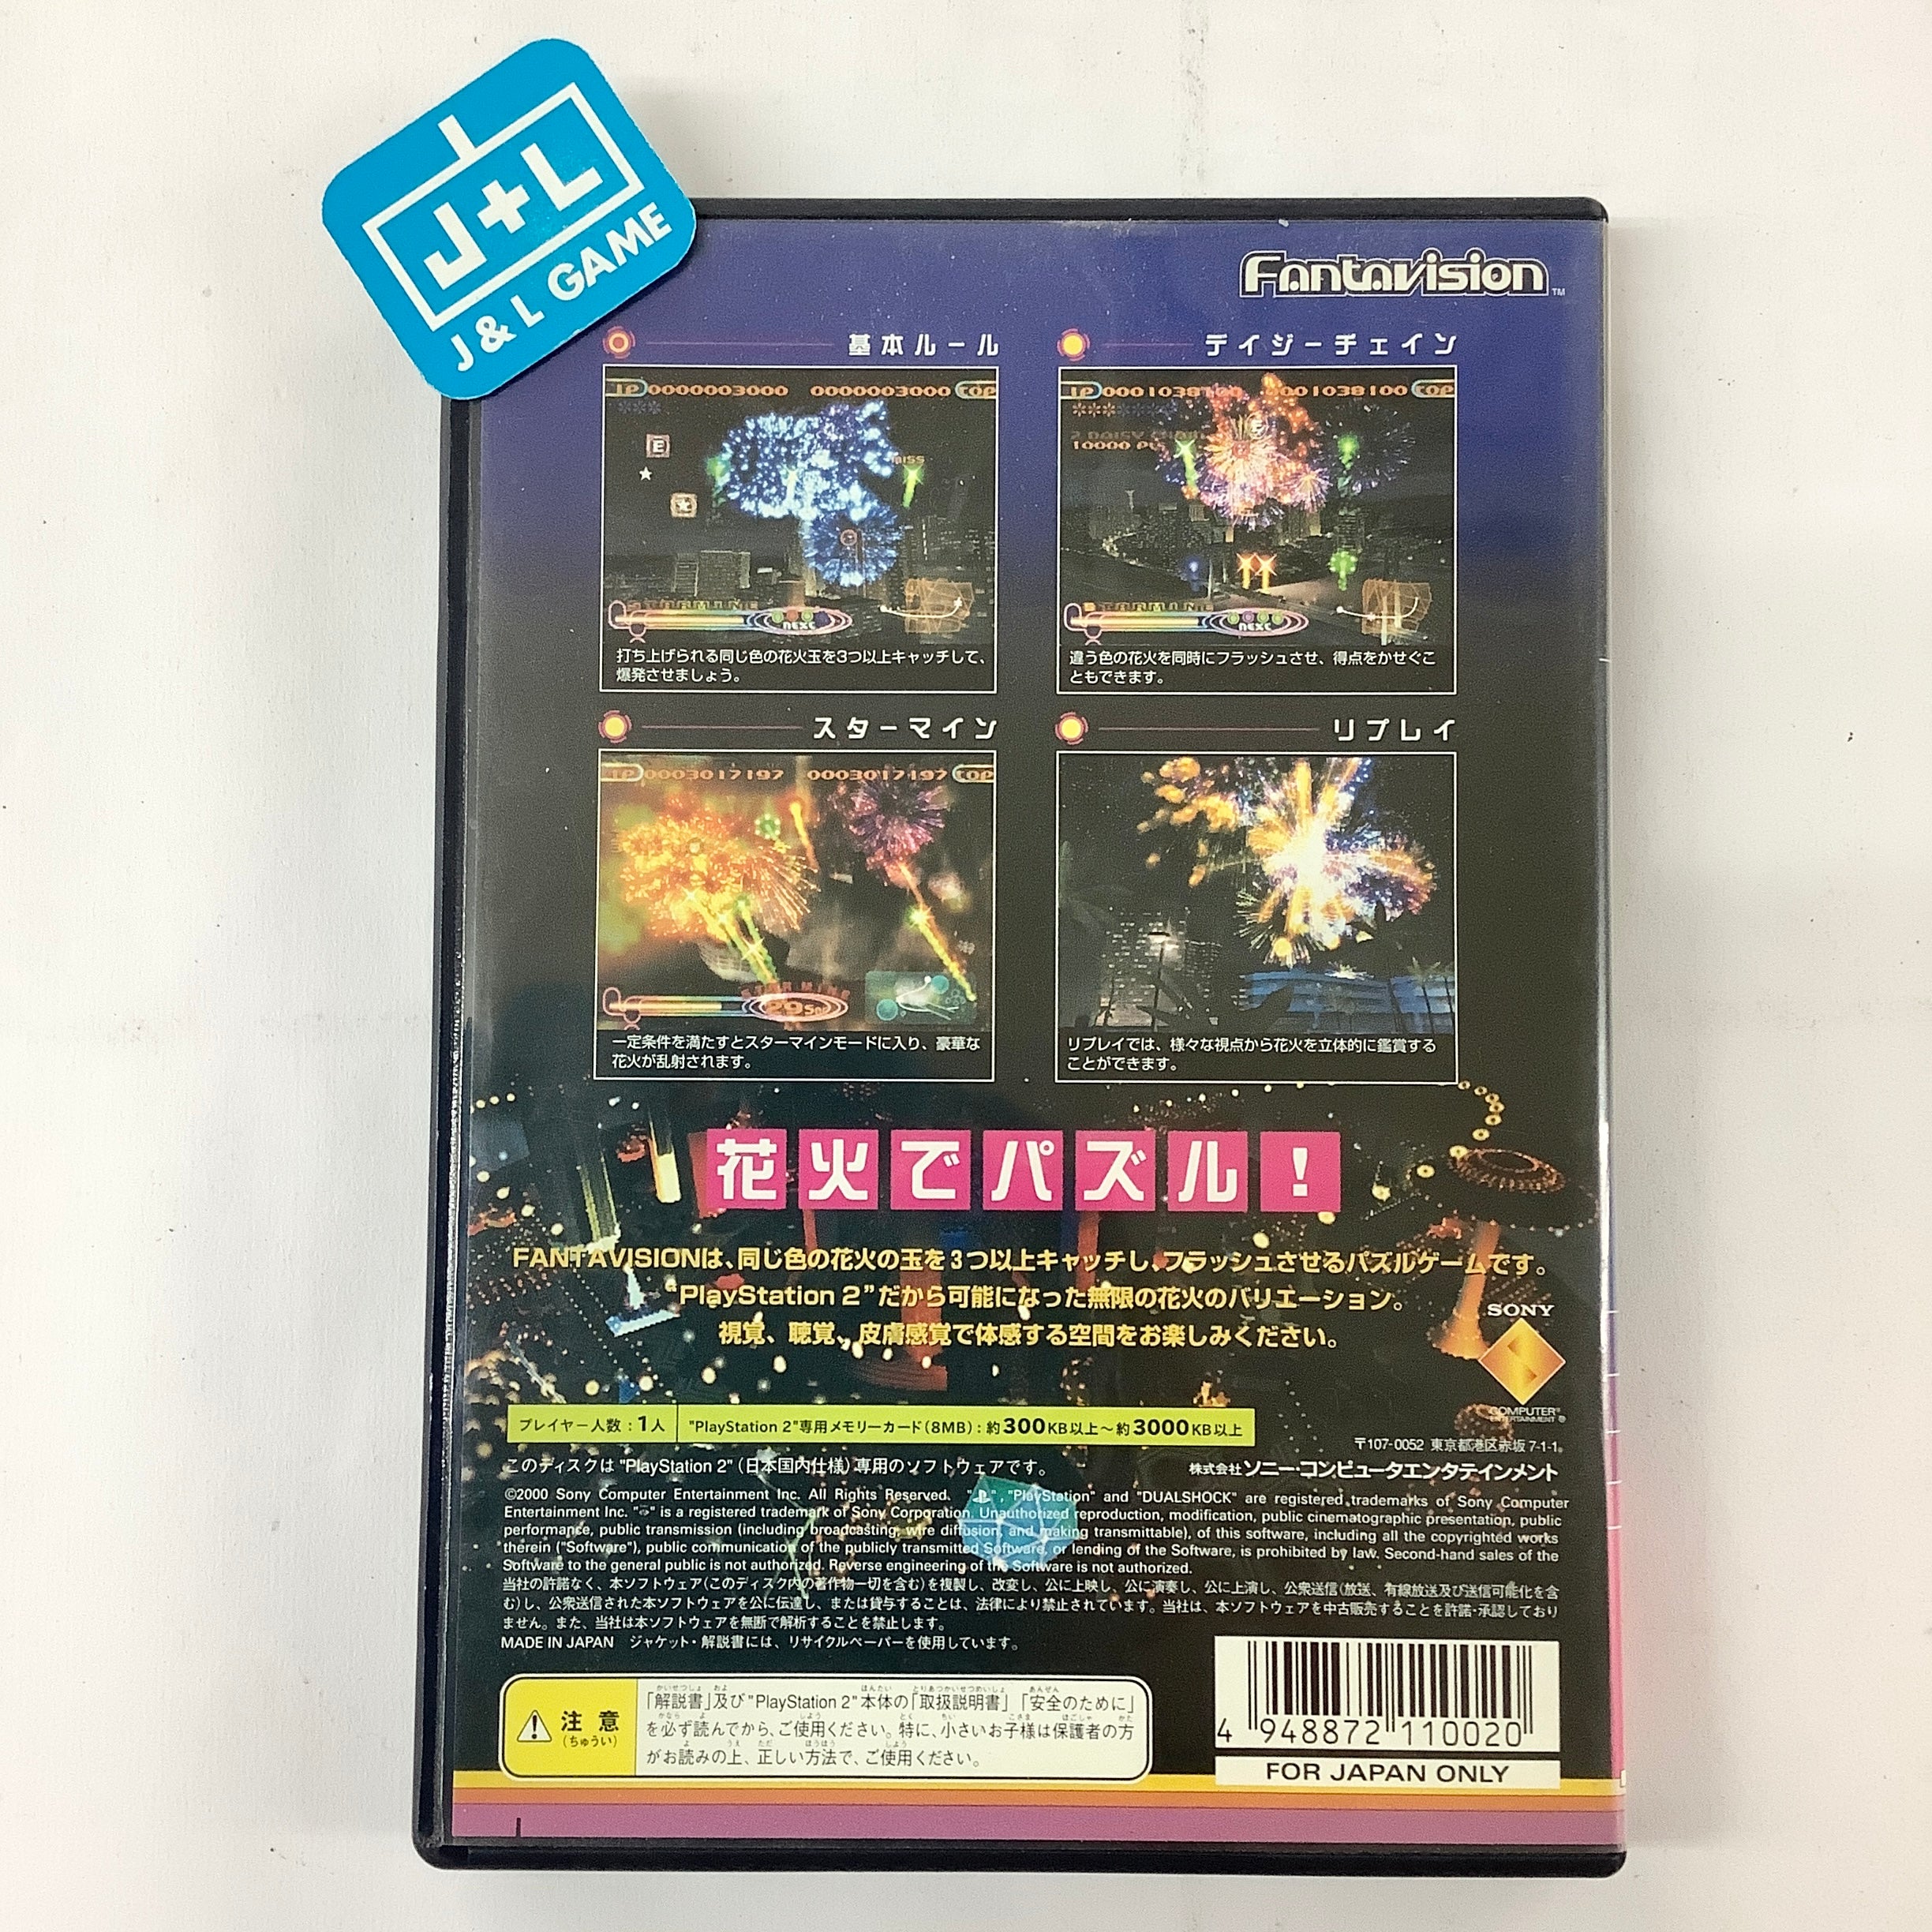 J+L
J & L GAME
Fantavision™
基本ルール
1P 0000003000 0000003000 TOP
E
MISS
STARMINE
NEXT
打ち上げられる同じ色の花火玉を3つ以上キャッチして、
爆発させましょう。
デイジーチェイン
1P 1038100 TOP
2 DAISY CHAIN
10000
STARMINE
NEXT
違う色の花火を同時にフラッシュさせ、得点をかせぐこ
ともできます。
スターマイン
1P 0003017197 0003017197 TOP
STAR MINE
29
一定条件を満たすとスターマインモードに入り、豪華な
花火が乱射されます。
リプレイ
リプレイでは、様々な視点から花火を立体的に鑑賞する
ことができます。
花火でパズル!
FANTAVISIONは、同じ色の花火の玉を3つ以上キャッチし、フラッシュさせるパズルゲームです。
“PlayStation 2”だから可能になった無限の花火のバリエーション。
視覚、聴覚、皮膚感覚で体感する空間をお楽しみください。
SONY
COMPUTER®
ENTERTAINMENT®
プレイヤー人数:1人
"PlayStation 2"専用メモリーカード(8MB):約300KB以上〜約3000KB以上
〒107-0052 東京都港区赤坂7-1-1。
このディスクは "PlayStation 2" (日本国内仕様) 専用のソフトウェアです。
株式会社ソニー・コンピュータエンタテインメント
©2000 Sony Computer Entertainment Inc. All Rights Reserved. " ", "PlayStation" and "DUALSHOCK" are registered trademarks of Sony Computer
Entertainment Inc. " " is a registered trademark of Sony Corporation. Unauthorized reproduction, modification, public cinematographic presentation, public
performance, public transmission (including broadcasting, wire diffusion, and making transmittable), of this software, including all the copyrighted works
therein ("Software"), public communication of the publicly transmitted Software, or lending of the Software, is prohibited by law. Second-hand sales of the
Software to the general public is not authorized. Reverse engineering of the Software is not authorized.
当社の許諾なく、本ソフトウェア(このディスク内の著作物一切を含む)を複製し、改変し、公に上映し、公に演奏し、公に上演し、公衆送信(放送、有線放送及び送信可能化を含
む)し、公衆送信された本ソフトウェアを公に伝達し、または貸与することは、法律により禁止されています。当社は、本ソフトウェアを中古販売することを許諾・承認しており
ません。また、当社は本ソフトウェアを無断で解析することを禁止します。
MADE IN JAPAN ジャケット・解説書には、リサイクルペーパーを使用しています。
注意
(ちゅうい)
「解説書」及び"PlayStation 2"本体の「取扱説明書」「安全のために」
を必ず読んでから、ご使用ください。特に、小さいお子様は保護者の方
がお読みの上、正しい方法で、ご使用ください。
4 948872 110020
FOR JAPAN ONLY